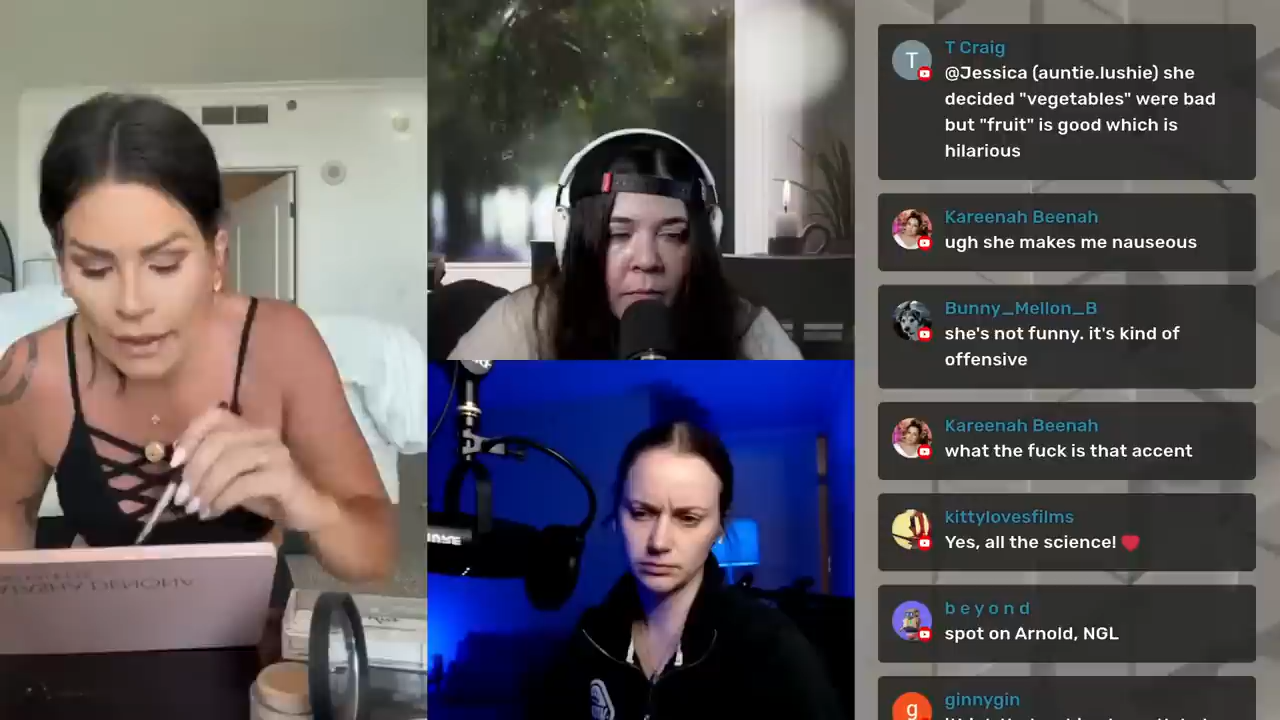 T Craig
@Jessica (auntie.lushie) she
decided "vegetables" were bad
but "fruit" is good which is
hilarious
Kareenah Beenah
ugh she makes me nauseous
Bunny_Mellon_B
she's not funny. it's kind of
offensive
Kareenah Beenah
what the fuck is that accent
kittylovesfilms
Yes, all the science! ❤️
b e y o n d
spot on Arnold, NGL
ginnygin